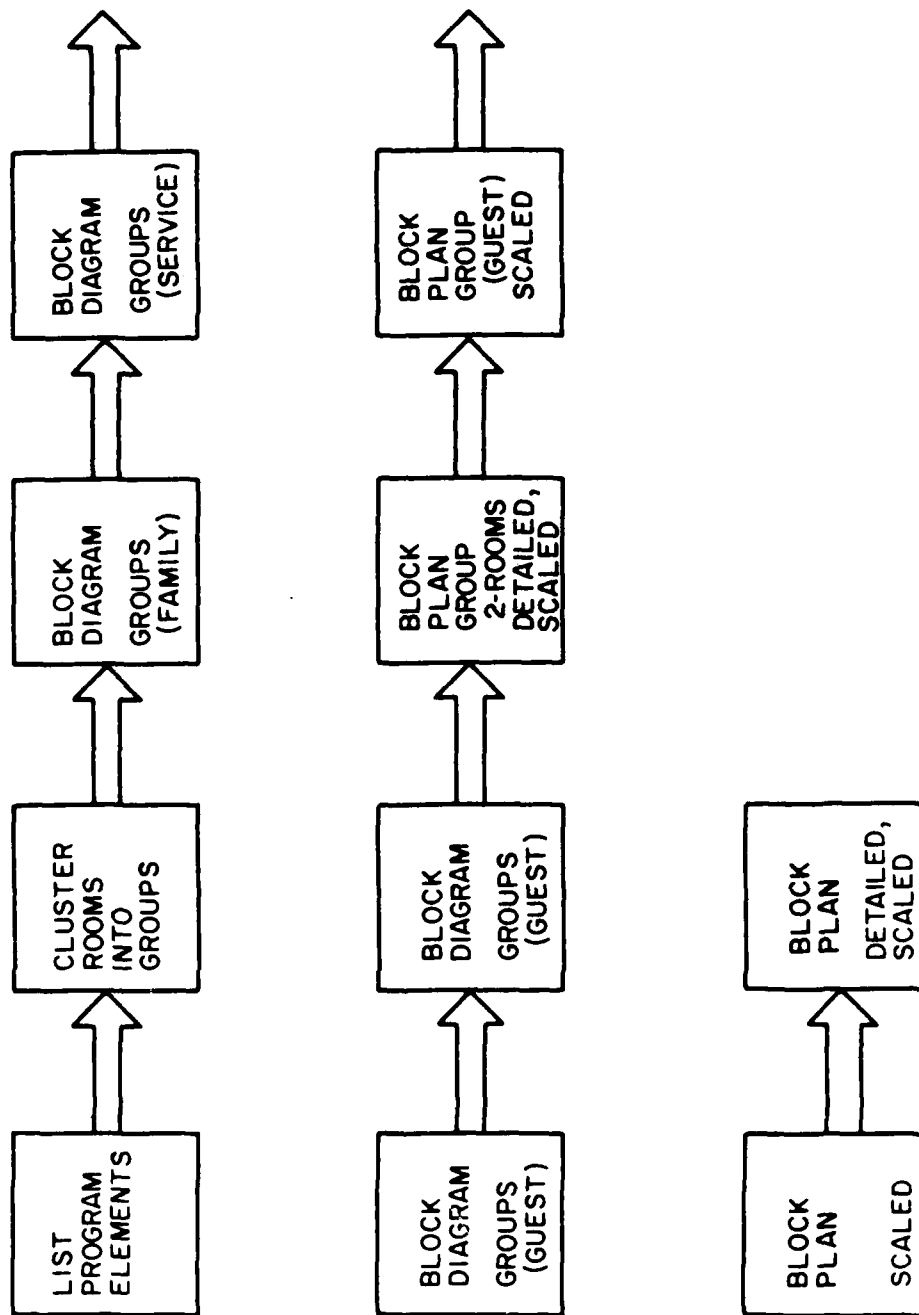 LIST
PROGRAM
ELEMENTS
CLUSTER
ROOMS
INTO
GROUPS
BLOCK
DIAGRAM
GROUPS
(FAMILY)
BLOCK
DIAGRAM
GROUPS
(SERVICE)
BLOCK
DIAGRAM
GROUPS
(GUEST)
BLOCK
DIAGRAM
GROUPS
(GUEST)
BLOCK
PLAN
GROUP
2-ROOMS
DETAILED,
SCALED
BLOCK
PLAN
GROUP
(GUEST)
SCALED
BLOCK
PLAN
SCALED
BLOCK
PLAN
DETAILED,
SCALED